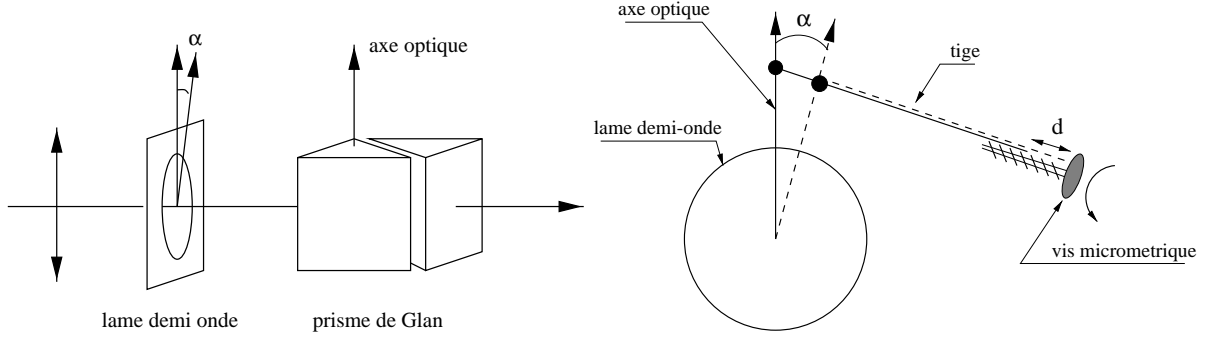 α
axe optique
lame demi onde
prisme de Glan
axe optique
α
tige
lame demi-onde
d
vis micrometrique